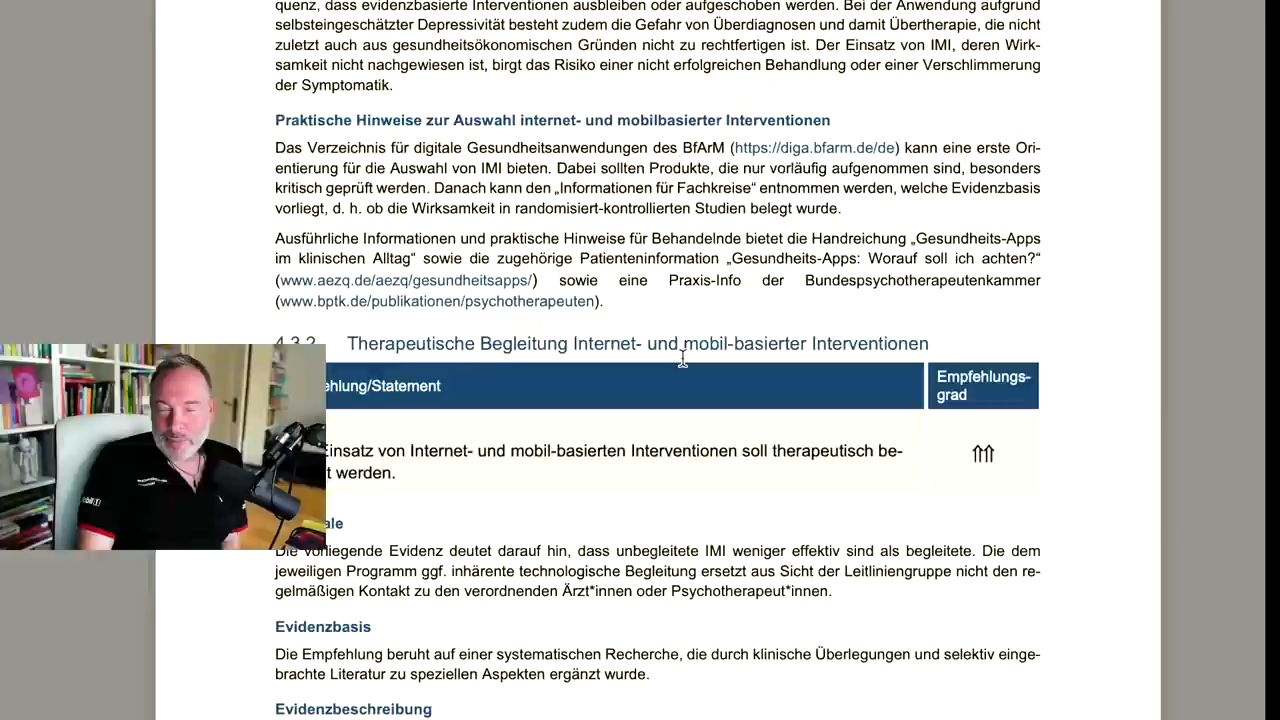 quenz, dass evidenzbasierte Interventionen ausbleiben oder aufgeschoben werden. Bei der Anwendung aufgrund
selbsteingeschätzter Depressivität besteht zudem die Gefahr von Überdiagnosen und damit Übertherapie, die nicht
zuletzt auch aus gesundheitsökonomischen Gründen nicht zu rechtfertigen ist. Der Einsatz von IMI, deren Wirk-
samkeit nicht nachgewiesen ist, birgt das Risiko einer nicht erfolgreichen Behandlung oder einer Verschlimmerung
der Symptomatik.
Praktische Hinweise zur Auswahl internet- und mobilbasierter Interventionen
Das Verzeichnis für digitale Gesundheitsanwendungen des BfArM (https://diga.bfarm.de/de) kann eine erste Ori-
entierung für die Auswahl von IMI bieten. Dabei sollten Produkte, die nur vorläufig aufgenommen sind, besonders
kritisch geprüft werden. Danach kann den „Informationen für Fachkreise“ entnommen werden, welche Evidenzbasis
vorliegt, d. h. ob die Wirksamkeit in randomisiert-kontrollierten Studien belegt wurde.
Ausführliche Informationen und praktische Hinweise für Behandelnde bietet die Handreichung „Gesundheits-Apps
im klinischen Alltag“ sowie die zugehörige Patienteninformation „Gesundheits-Apps: Worauf soll ich achten?“
(www.aezq.de/aezq/gesundheitsapps/) sowie eine Praxis-Info der Bundespsychotherapeutenkammer
(www.bptk.de/publikationen/psychotherapeuten).
4.3.2 Therapeutische Begleitung Internet- und mobil-basierter Interventionen
ehlung/Statement
Empfehlungs-
grad
Einsatz von Internet- und mobil-basierten Interventionen soll therapeutisch be-
t werden.
⇑⇑
ale
Die vorliegende Evidenz deutet darauf hin, dass unbegleitete IMI weniger effektiv sind als begleitete. Die dem
jeweiligen Programm ggf. inhärente technologische Begleitung ersetzt aus Sicht der Leitliniengruppe nicht den re-
gelmäßigen Kontakt zu den verordnenden Ärzt*innen oder Psychotherapeut*innen.
Evidenzbasis
Die Empfehlung beruht auf einer systematischen Recherche, die durch klinische Überlegungen und selektiv einge-
brachte Literatur zu speziellen Aspekten ergänzt wurde.
Evidenzbeschreibung